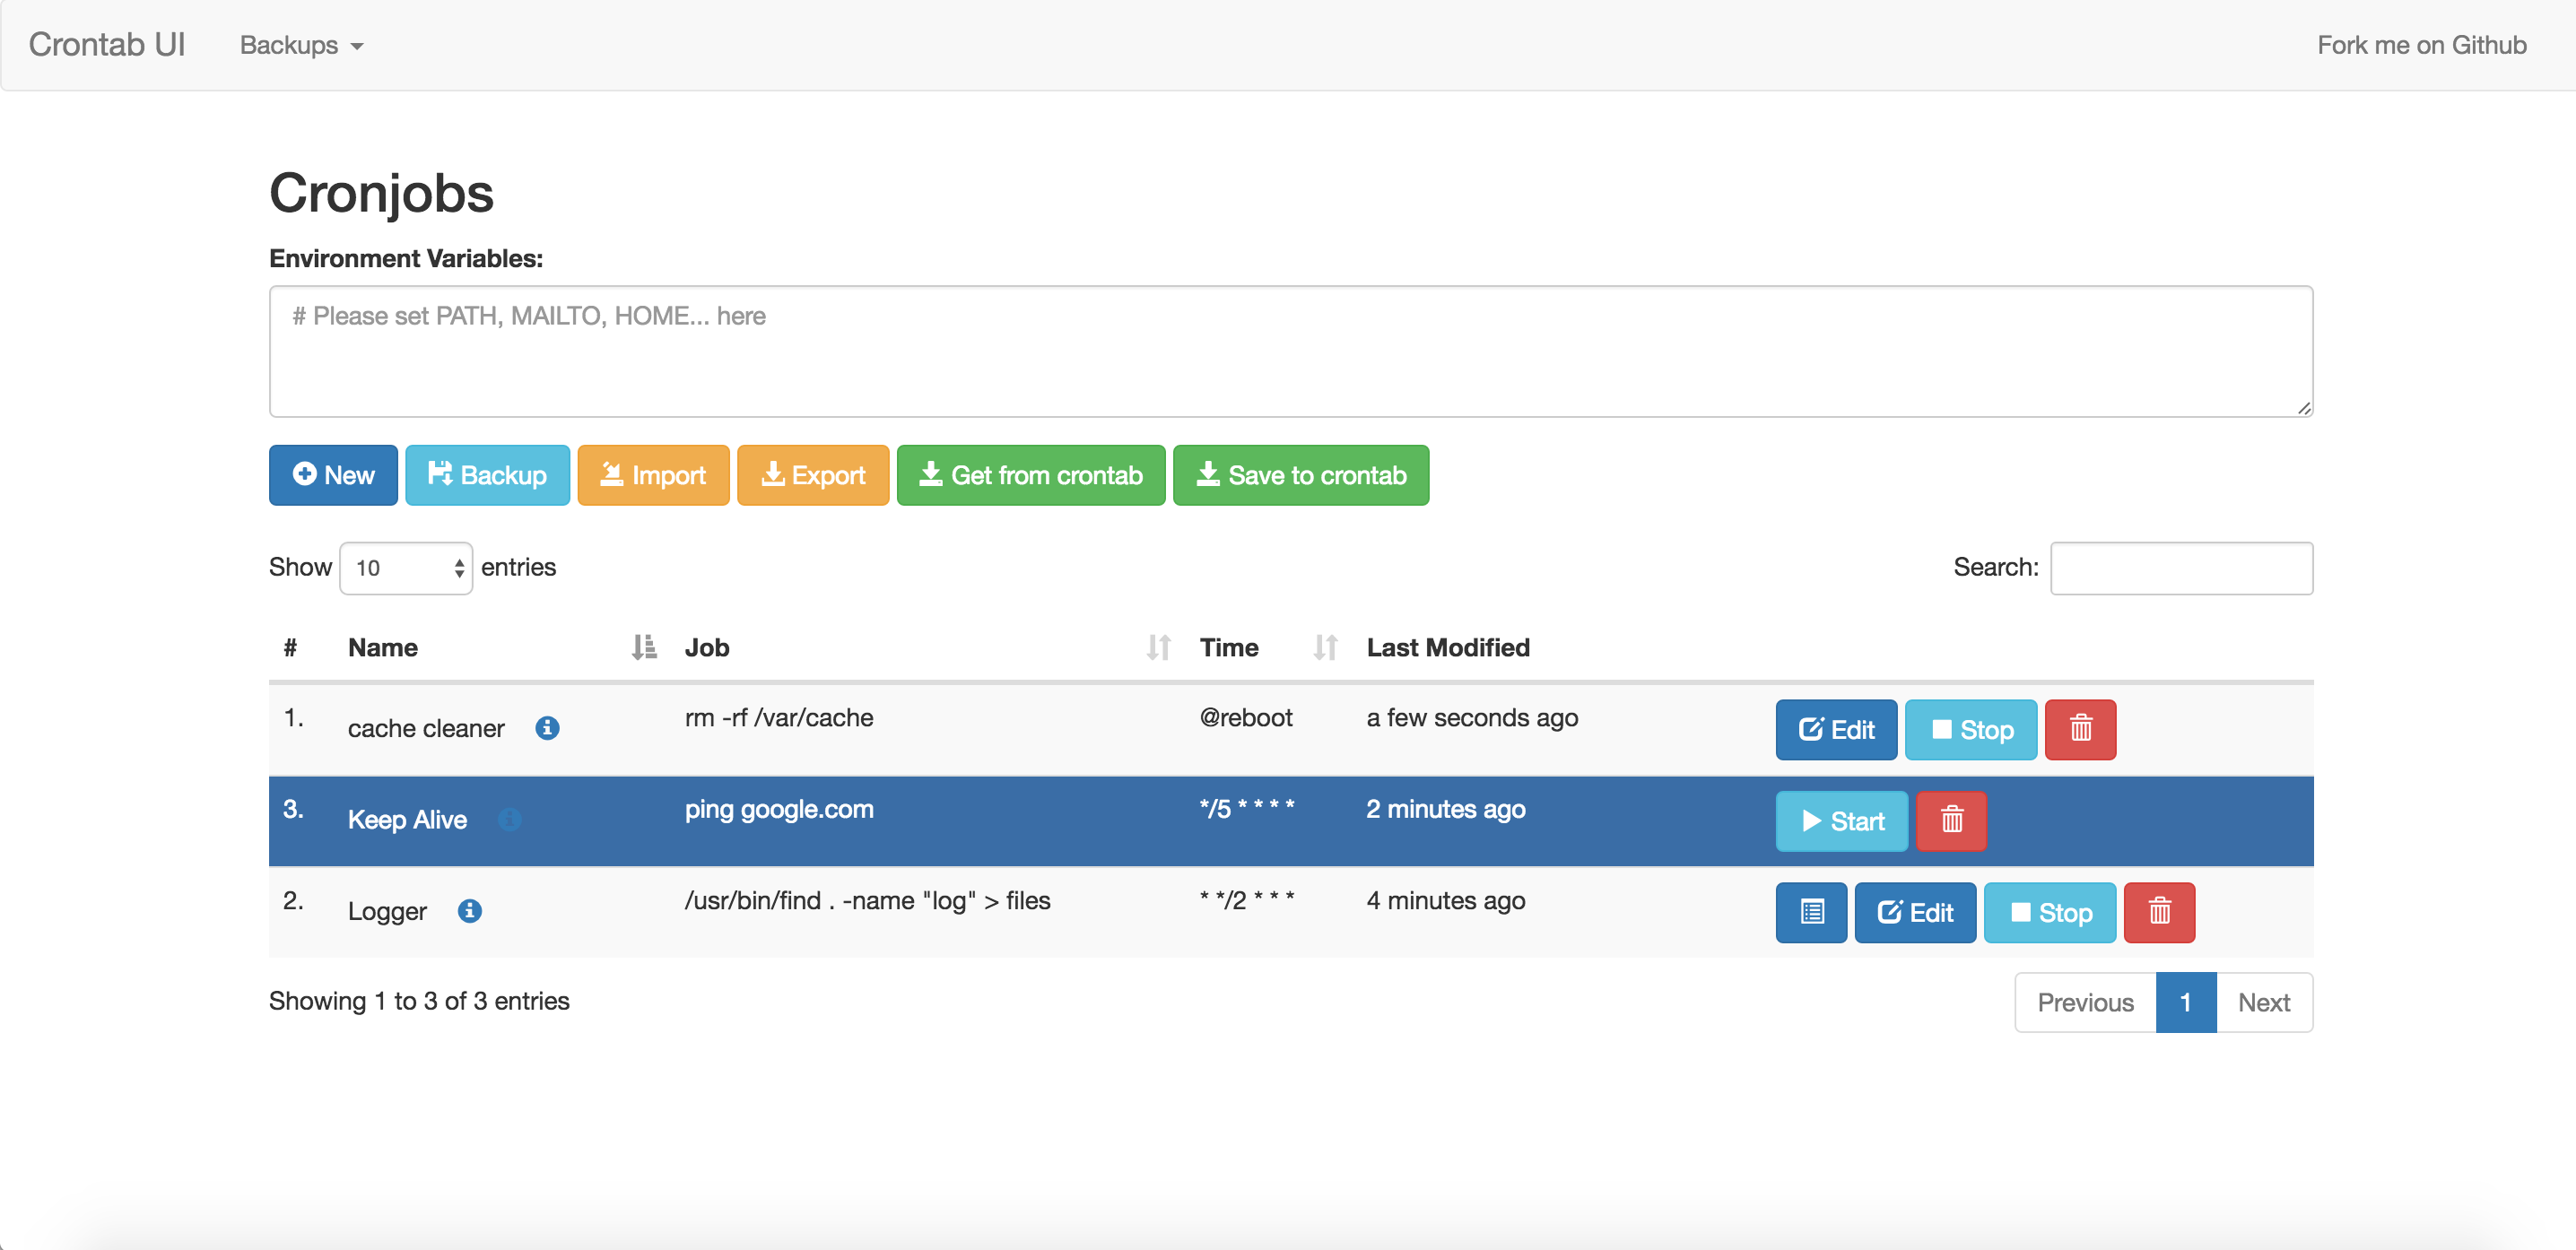 Crontab UI Backups Fork me on Github
Cronjobs
Environment Variables:
# Please set PATH, MAILTO, HOME... here
New Backup Import Export Get from crontab Save to crontab
Show 10 entries Search:
# Name Job Time Last Modified
1. cache cleaner rm -rf /var/cache @reboot a few seconds ago Edit Stop
3. Keep Alive ping google.com */5 * * * * 2 minutes ago Start
2. Logger /usr/bin/find . -name "log" > files * */2 * * * 4 minutes ago Edit Stop
Showing 1 to 3 of 3 entries Previous 1 Next